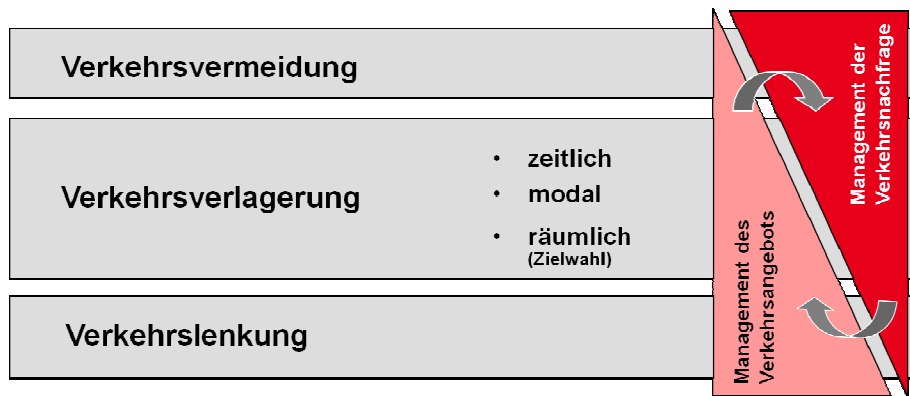 Verkehrsvermeidung
Verkehrsverlagerung
• zeitlich
• modal
• räumlich
(Zielwahl)
Verkehrslenkung
Management des
Verkehrsangebots
Management der
Verkehrsnachfrage